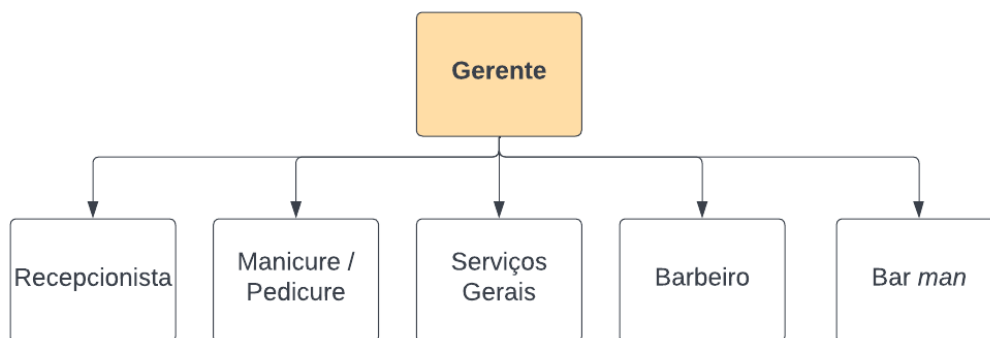 Gerente
Recepcionista
Manicure /
Pedicure
Serviços
Gerais
Barbeiro
Bar man